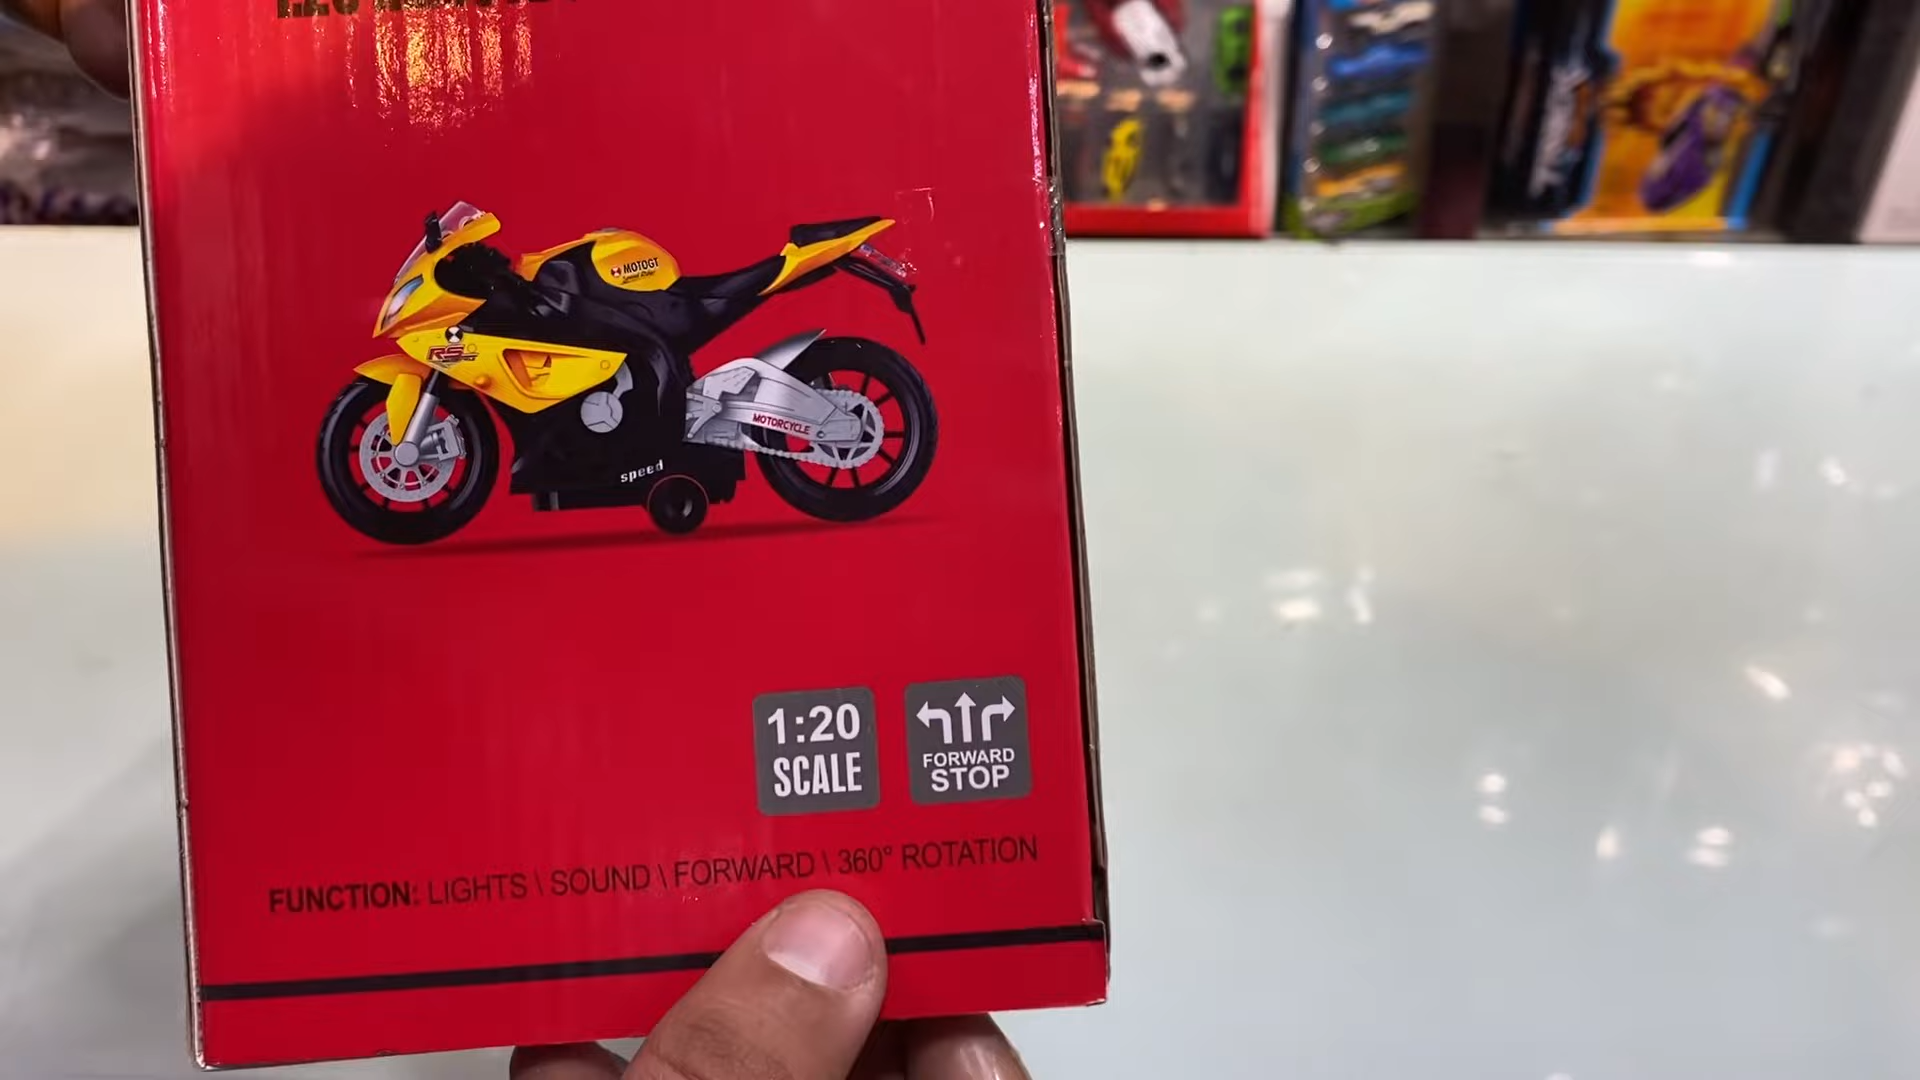 MOTOGT
RS
MOTORCYCLE
speed
1:20
SCALE
FORWARD
STOP
FUNCTION: LIGHTS \ SOUND \ FORWARD \ 360° ROTATION